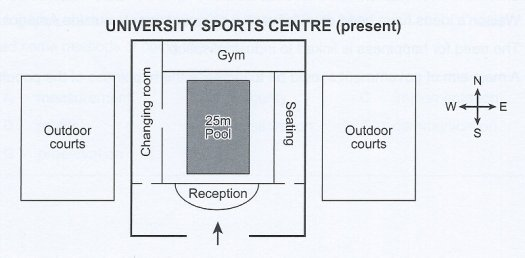 UNIVERSITY SPORTS CENTRE (present)
Gym
Changing room
25m
Pool
Seating
Outdoor
courts
Outdoor
courts
Reception
N
W
E
S